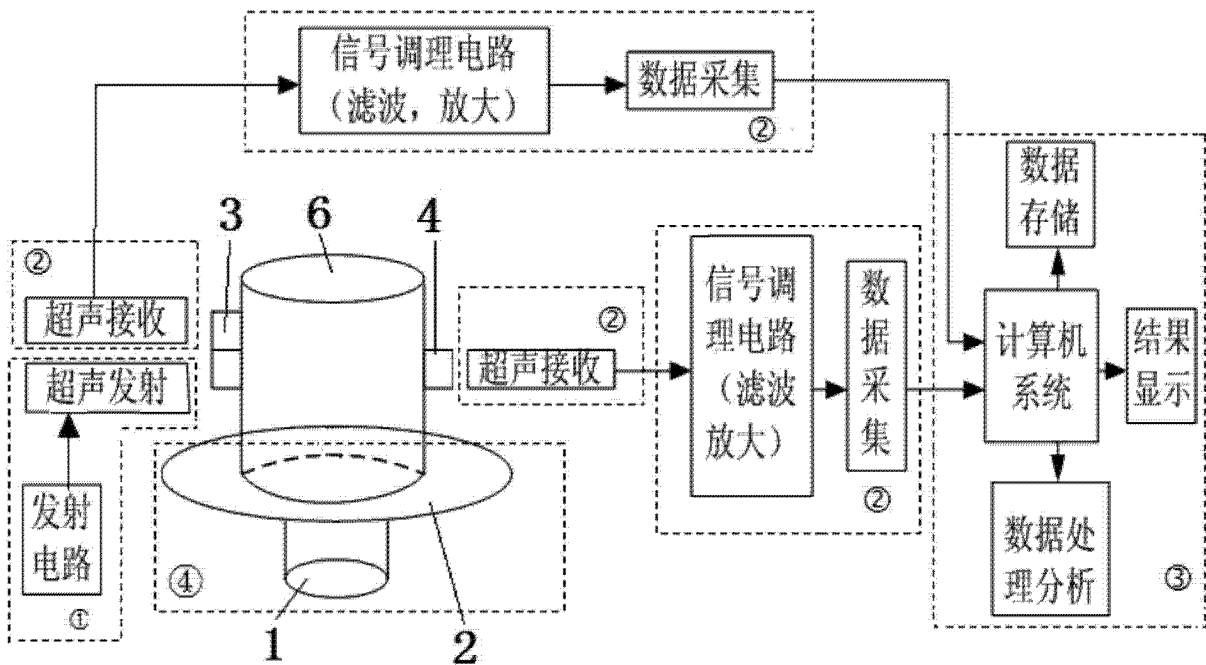 信号调理电路
（滤波，放大）
数据采集
②
数据
存储
3
6
4
②
超声接收
超声发射
发射
电路
①
②
超声接收
信号调
理电路
（滤波
放大）
数
据
采
集
②
计算机
系统
结果
显示
数据处
理分析
③
④
1
2